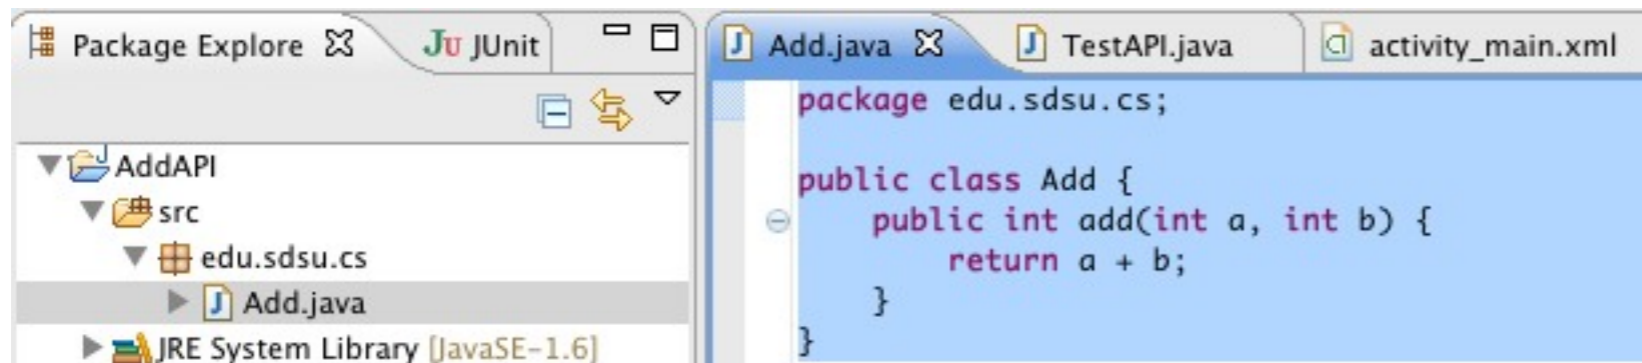 Package Explore
JUnit
AddAPI
src
edu.sdsu.cs
Add.java
JRE System Library [JavaSE-1.6]
Add.java
TestAPI.java
activity_main.xml
package edu.sdsu.cs;
public class Add {
public int add(int a, int b) {
return a + b;
}
}